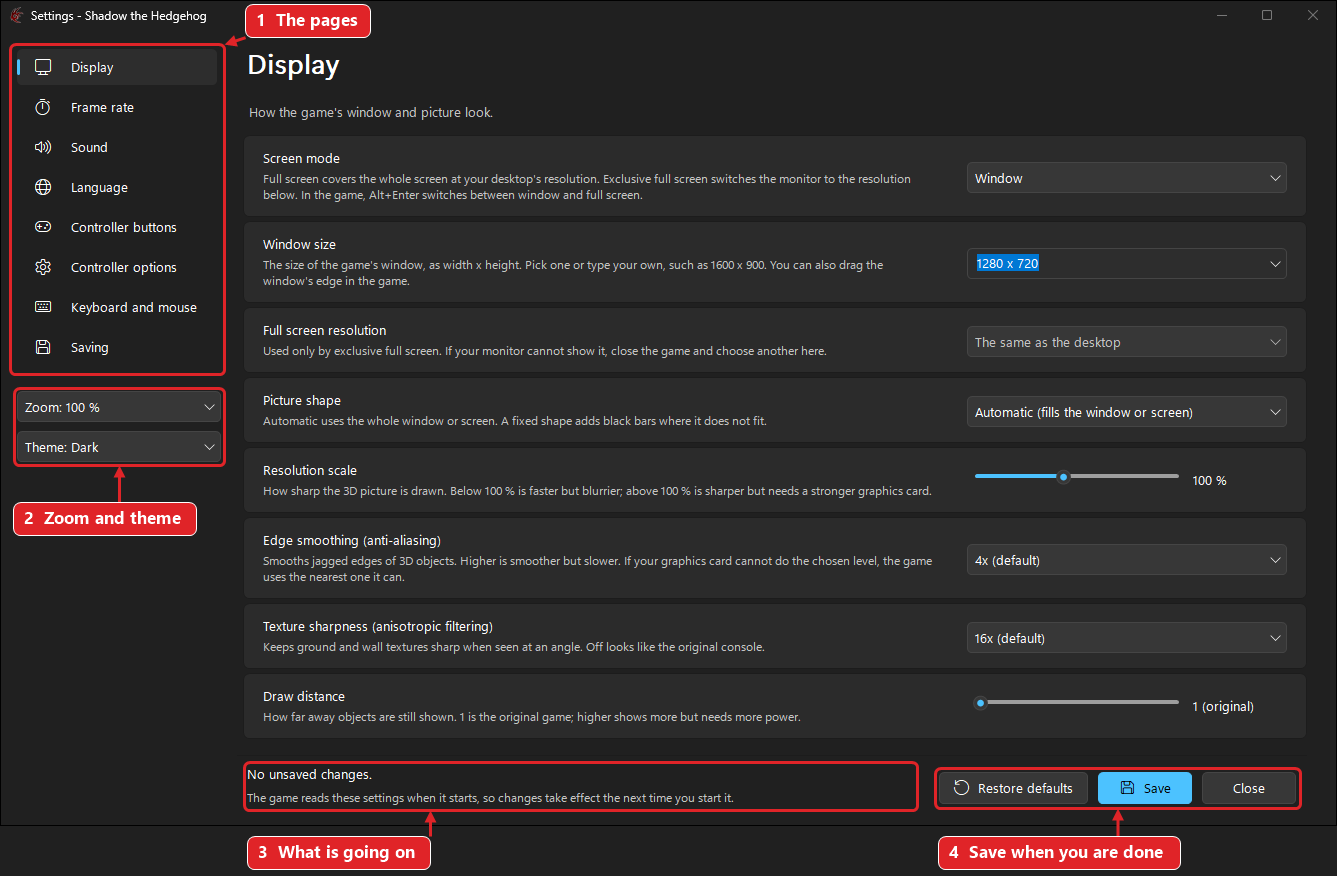 Settings - Shadow the Hedgehog
1 The pages
Display
Frame rate
Sound
Language
Controller buttons
Controller options
Keyboard and mouse
Saving
Zoom: 100 %
Theme: Dark
2 Zoom and theme
Display
How the game's window and picture look.
Screen mode
Full screen covers the whole screen at your desktop's resolution. Exclusive full screen switches the monitor to the resolution
below. In the game, Alt+Enter switches between window and full screen.
Window
Window size
The size of the game's window, as width x height. Pick one or type your own, such as 1600 x 900. You can also drag the
window's edge in the game.
1280 x 720
Full screen resolution
Used only by exclusive full screen. If your monitor cannot show it, close the game and choose another here.
The same as the desktop
Picture shape
Automatic uses the whole window or screen. A fixed shape adds black bars where it does not fit.
Automatic (fills the window or screen)
Resolution scale
How sharp the 3D picture is drawn. Below 100 % is faster but blurrier; above 100 % is sharper but needs a stronger graphics card.
100 %
Edge smoothing (anti-aliasing)
Smooths jagged edges of 3D objects. Higher is smoother but slower. If your graphics card cannot do the chosen level, the game
uses the nearest one it can.
4x (default)
Texture sharpness (anisotropic filtering)
Keeps ground and wall textures sharp when seen at an angle. Off looks like the original console.
16x (default)
Draw distance
How far away objects are still shown. 1 is the original game; higher shows more but needs more power.
1 (original)
No unsaved changes.
The game reads these settings when it starts, so changes take effect the next time you start it.
Restore defaults
Save
Close
3 What is going on
4 Save when you are done